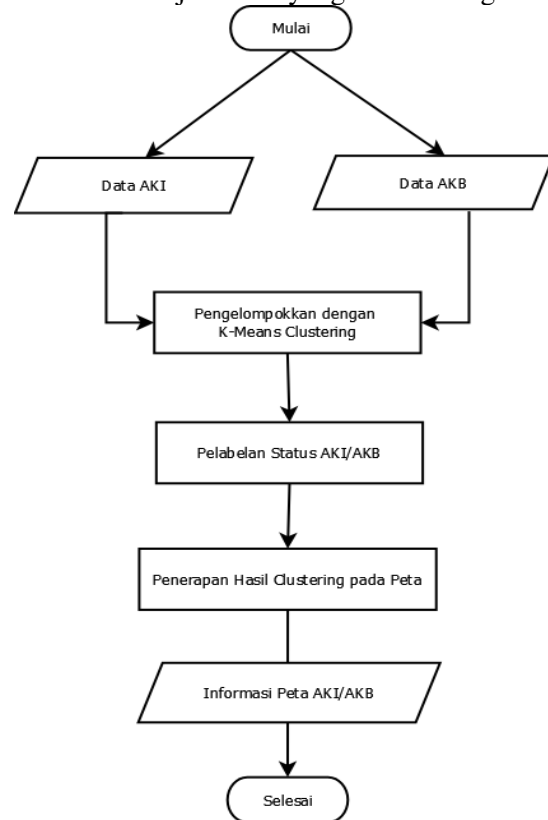 Mulai
Data AKI
Data AKB
Pengelompokkan dengan
K-Means Clustering
Pelabelan Status AKI/AKB
Penerapan Hasil Clustering pada Peta
Informasi Peta AKI/AKB
Selesai